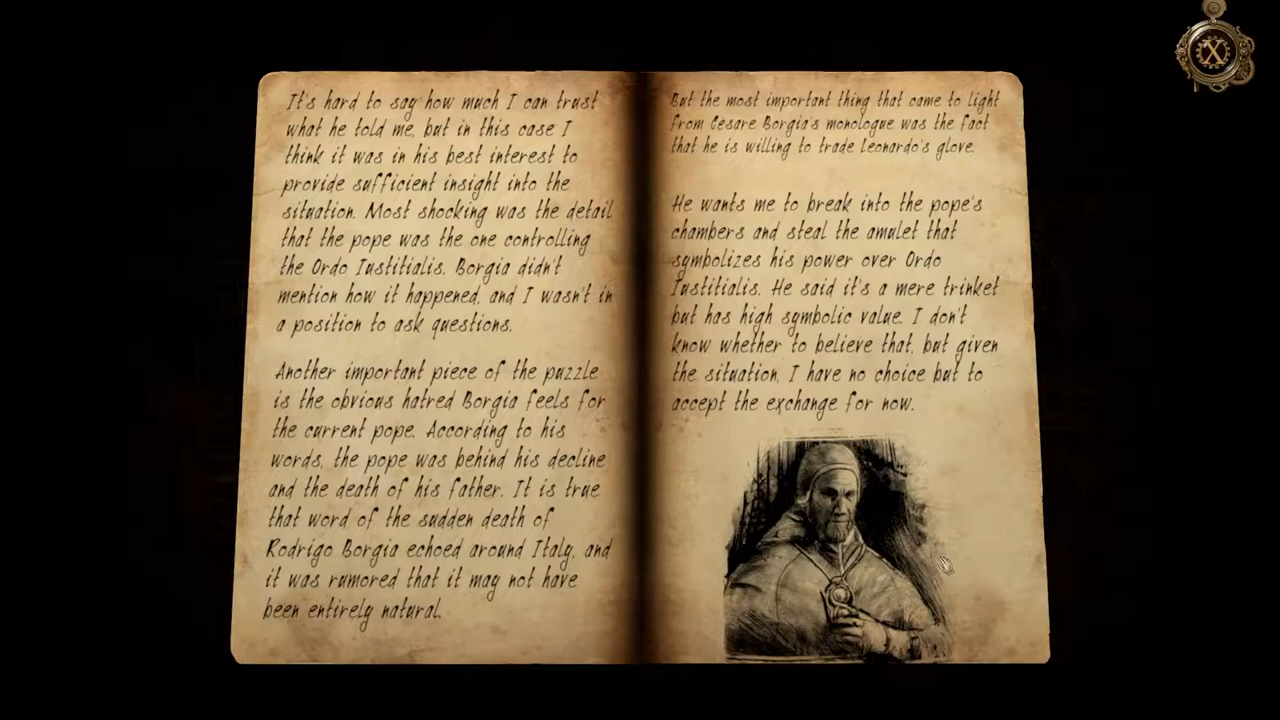 It's hard to say how much I can trust
what he told me, but in this case I
think it was in his best interest to
provide sufficient insight into the
situation. Most shocking was the detail
that the pope was the one controlling
the Ordo Iustitialis. Borgia didn't
mention how it happened, and I wasn't in
a position to ask questions.
Another important piece of the puzzle
is the obvious hatred Borgia feels for
the current pope. According to his
words, the pope was behind his decline
and the death of his father. It is true
that word of the sudden death of
Rodrigo Borgia echoed around Italy, and
it was rumored that it may not have
been entirely natural.
But the most important thing that came to light
from Cesare Borgia's monologue was the fact
that he is willing to trade Leonardo's glove.
He wants me to break into the pope's
chambers and steal the amulet that
symbolizes his power over Ordo
Iustitialis. He said it's a mere trinket
but has high symbolic value. I don't
know whether to believe that, but given
the situation, I have no choice but to
accept the exchange for now.
X